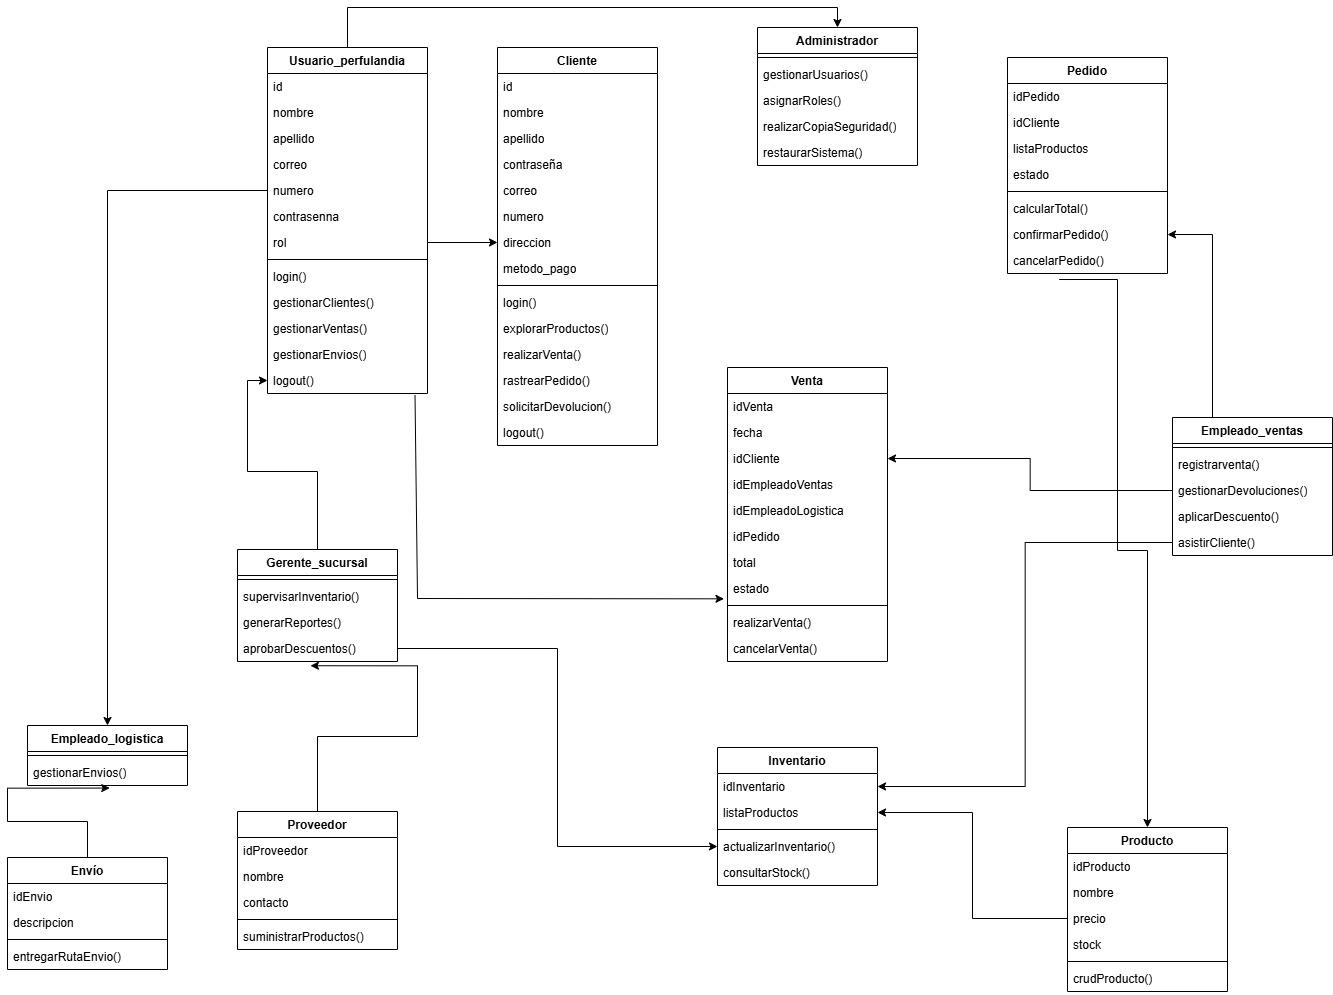 Usuario_perfulandia
id
nombre
apellido
correo
numero
contrasenna
rol
login()
gestionarClientes()
gestionarVentas()
gestionarEnvios()
logout()
Cliente
id
nombre
apellido
contraseña
correo
numero
direccion
metodo_pago
login()
explorarProductos()
realizarVenta()
rastrearPedido()
solicitarDevolucion()
logout()
Administrador
gestionarUsuarios()
asignarRoles()
realizarCopiaSeguridad()
restaurarSistema()
Pedido
idPedido
idCliente
listaProductos
estado
calcularTotal()
confirmarPedido()
cancelarPedido()
Venta
idVenta
fecha
idCliente
idEmpleadoVentas
idEmpleadoLogistica
idPedido
total
estado
realizarVenta()
cancelarVenta()
Empleado_ventas
registrarventa()
gestionarDevoluciones()
aplicarDescuento()
asistirCliente()
Gerente_sucursal
supervisarInventario()
generarReportes()
aprobarDescuentos()
Empleado_logistica
gestionarEnvios()
Envío
idEnvio
descripcion
entregarRutaEnvio()
Proveedor
idProveedor
nombre
contacto
suministrarProductos()
Inventario
idInventario
listaProductos
actualizarInventario()
consultarStock()
Producto
idProducto
nombre
precio
stock
crudProducto()